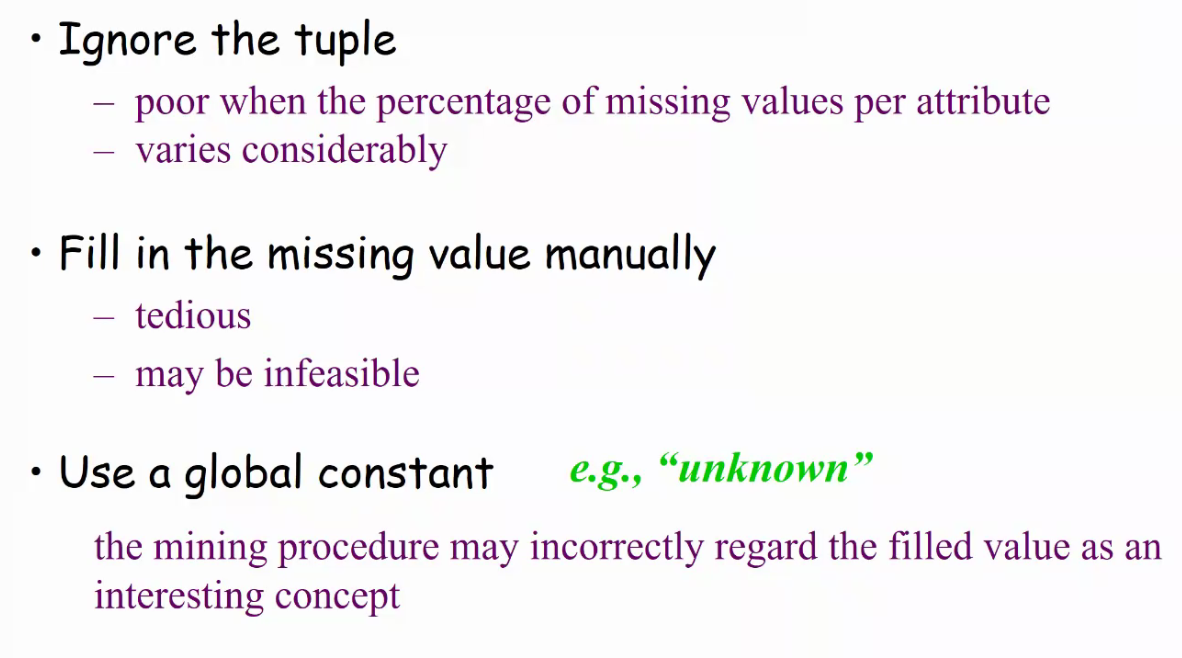 • Ignore the tuple
– poor when the percentage of missing values per attribute
– varies considerably
• Fill in the missing value manually
– tedious
– may be infeasible
• Use a global constant e.g., “unknown”
the mining procedure may incorrectly regard the filled value as an
interesting concept